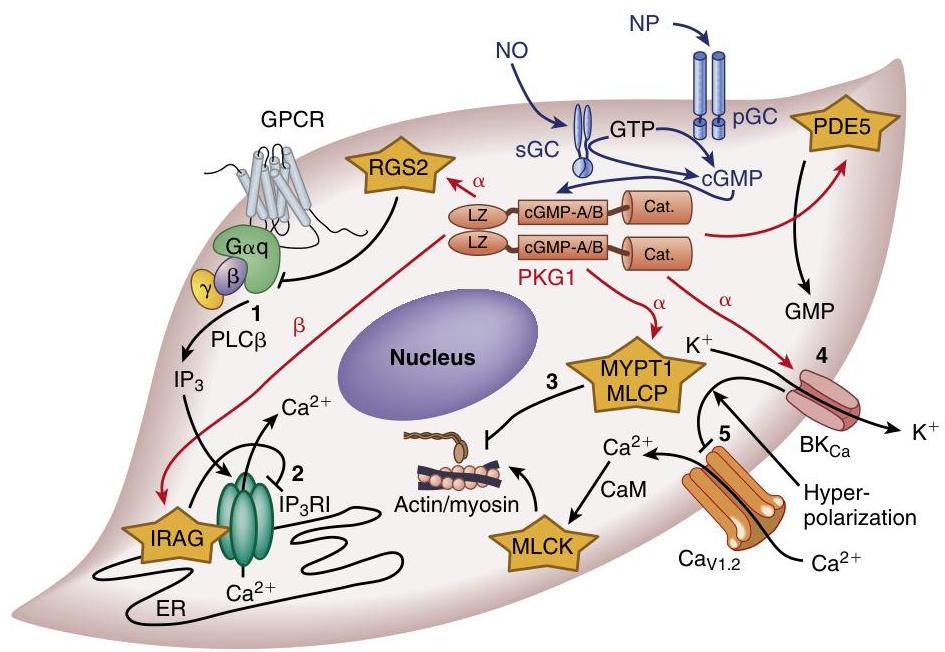 NP
NO
GPCR
GTP
pGC
PDE5
sGC
RGS2
α
cGMP
LZ
cGMP-A/B
Cat.
Gαq
LZ
cGMP-A/B
Cat.
β
γ
PKG1
1
PLCβ
β
α
α
GMP
IP3
Nucleus
K+
4
MYPT1
MLCP
3
Ca2+
K+
BKCa
5
Ca2+
2
IP3RI
CaM
Hyper-
polarization
Actin/myosin
IRAG
MLCK
CaV1.2
Ca2+
Ca2+
ER